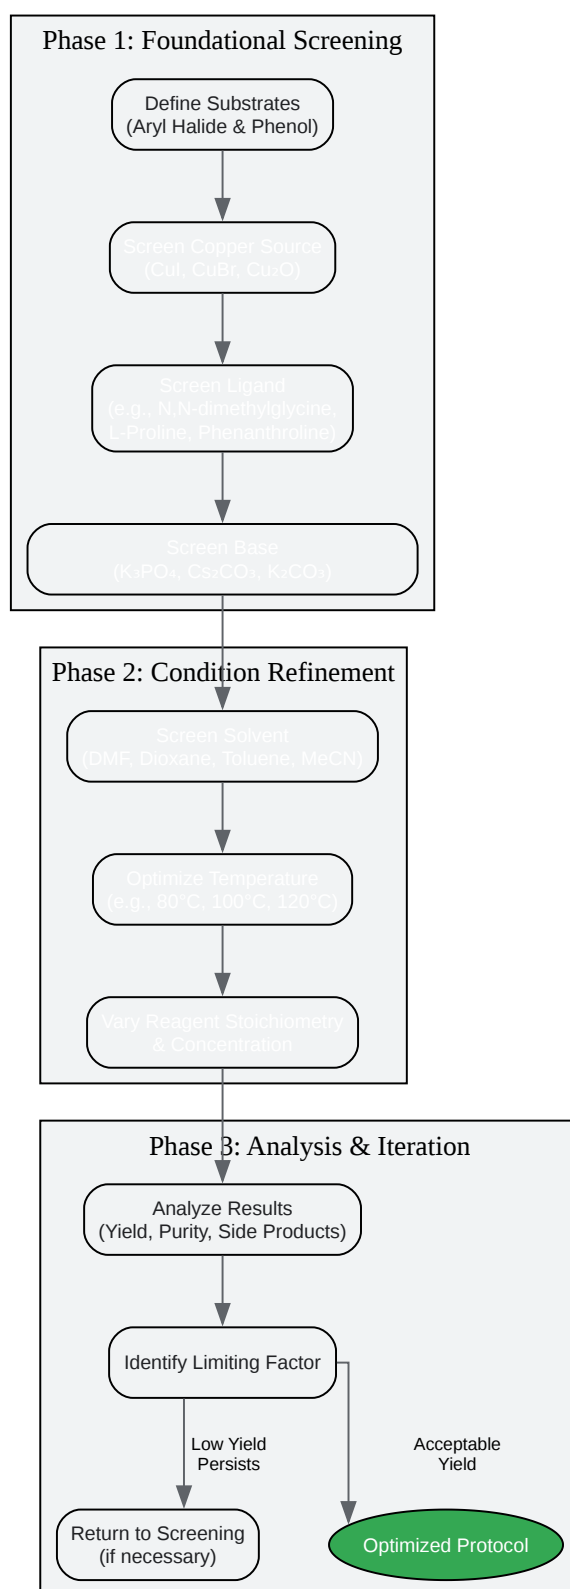 Phase 1: Foundational Screening
Define Substrates
(Aryl Halide & Phenol)
Screen Copper Source
(CuI, CuBr, Cu₂O)
Screen Ligand
(e.g., N,N-dimethylglycine,
L-Proline, Phenanthroline)
Screen Base
(K₃PO₄, Cs₂CO₃, K₂CO₃)
Phase 2: Condition Refinement
Screen Solvent
(DMF, Dioxane, Toluene, MeCN)
Optimize Temperature
(e.g., 80°C, 100°C, 120°C)
Vary Reagent Stoichiometry
& Concentration
Phase 3: Analysis & Iteration
Analyze Results
(Yield, Purity, Side Products)
Identify Limiting Factor
Low Yield
Persists
Acceptable
Yield
Return to Screening
(if necessary)
Optimized Protocol